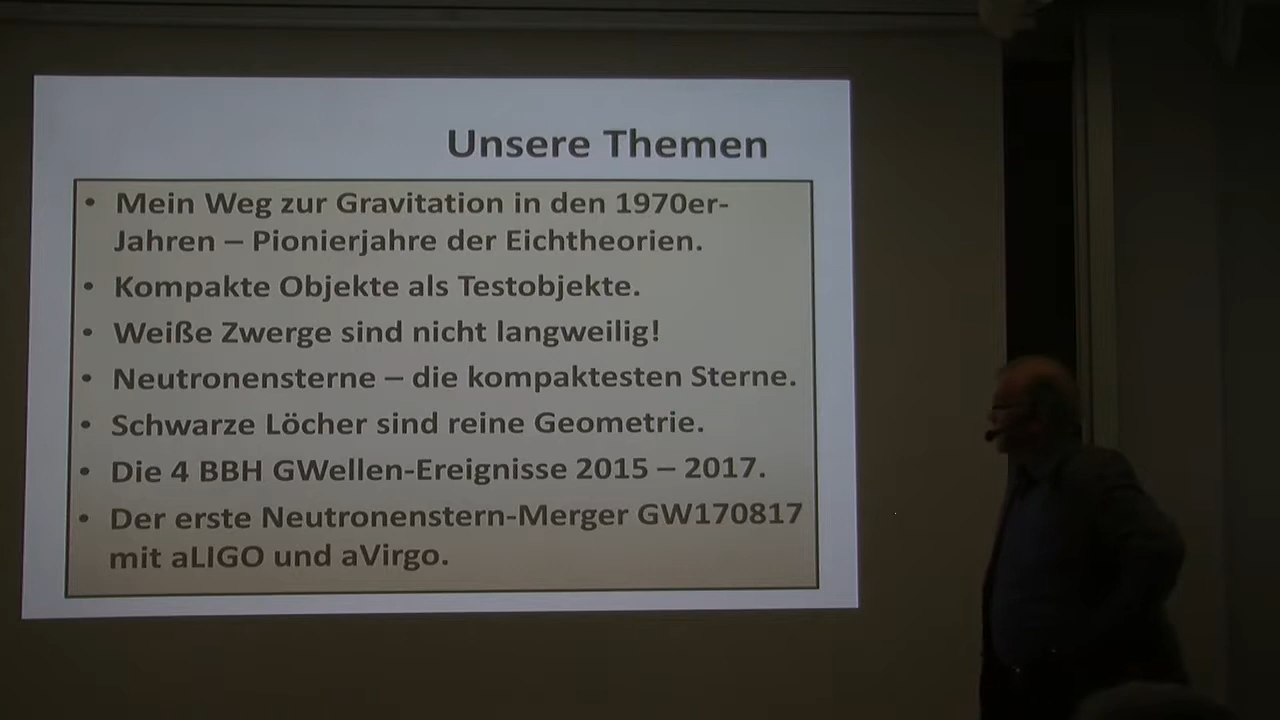 Unsere Themen
• Mein Weg zur Gravitation in den 1970er-
Jahren – Pionierjahre der Eichtheorien.
• Kompakte Objekte als Testobjekte.
• Weiße Zwerge sind nicht langweilig!
• Neutronensterne – die kompaktesten Sterne.
• Schwarze Löcher sind reine Geometrie.
• Die 4 BBH GWellen-Ereignisse 2015 – 2017.
• Der erste Neutronenstern-Merger GW170817
mit aLIGO und aVirgo.